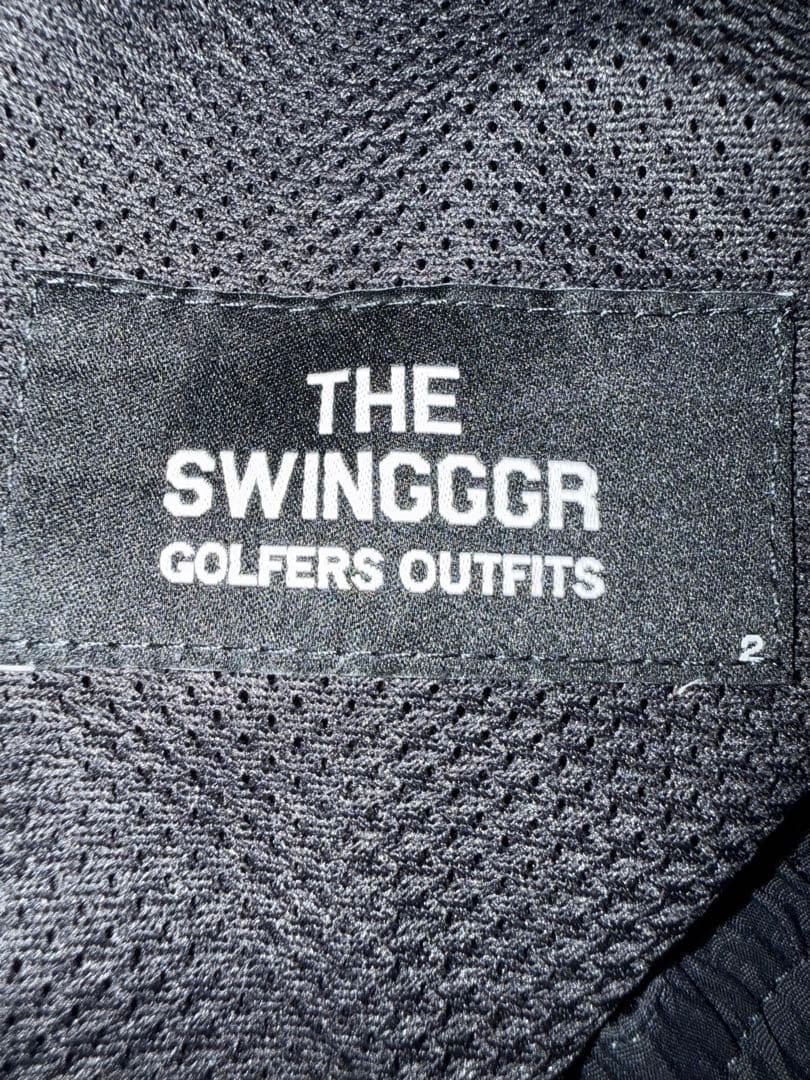 THE
SWINGGGR
GOLFERS OUTFITS
2